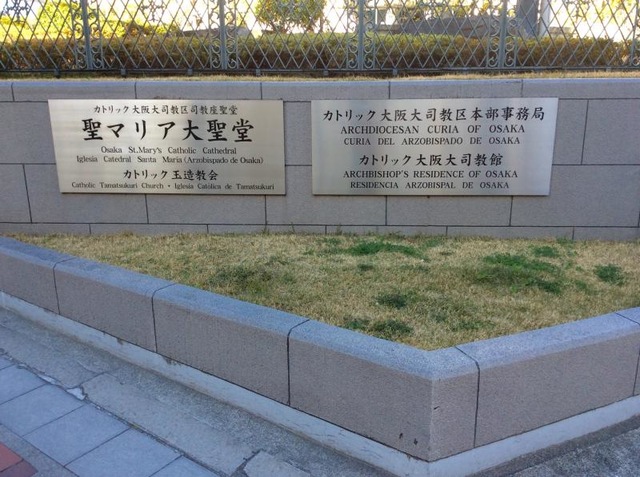 カトリック大阪大司教区司教座聖堂
聖マリア大聖堂
Osaka St.Mary's Catholic Cathedral
Iglesia Catedral Santa Maria (Arzobispado de Osaka)
カトリック玉造教会
Catholic Tamatsukuri Church・Iglesia Catolica de Tamatsukuri
カトリック大阪大司教区本部事務局
ARCHDIOCESAN CURIA OF OSAKA
CURIA DEL ARZOBISPADO DE OSAKA
カトリック大阪大司教館
ARCHBISHOP'S RESIDENCE OF OSAKA
RESIDENCIA ARZOBISPAL DE OSAKA